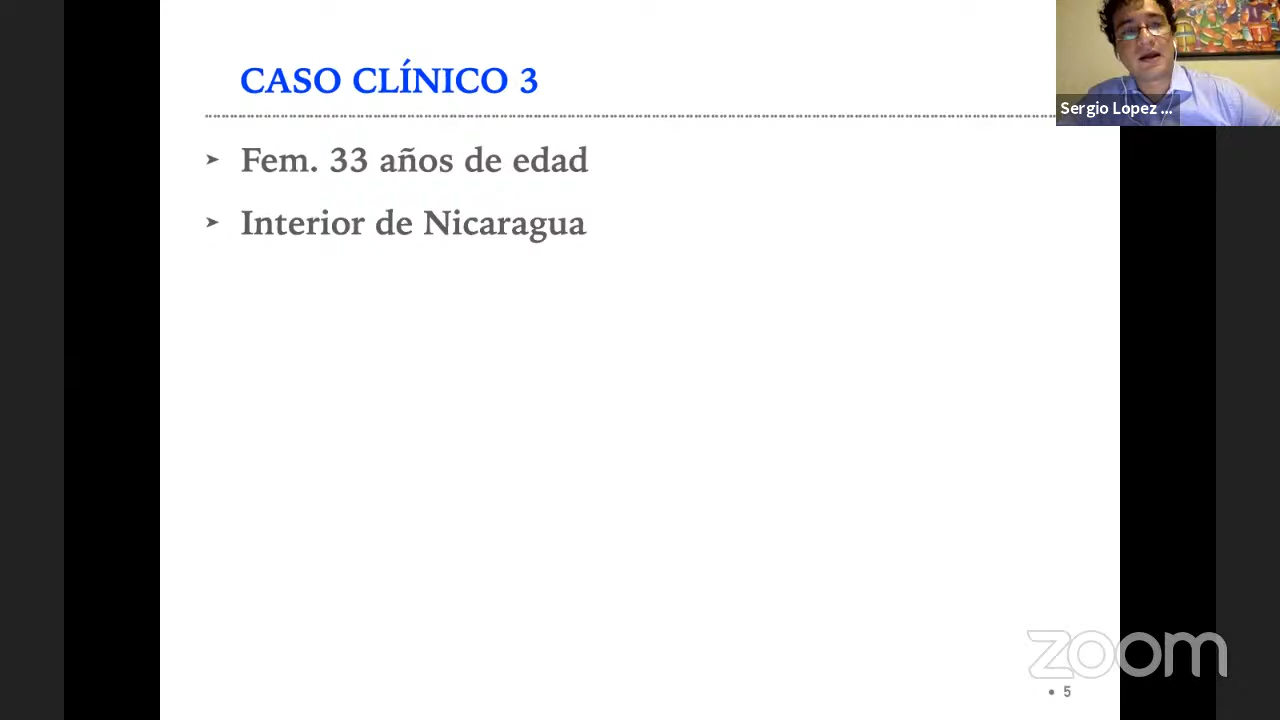 CASO CLÍNICO 3
Sergio Lopez ...
➤ Fem. 33 años de edad
➤ Interior de Nicaragua
zoom
• 5